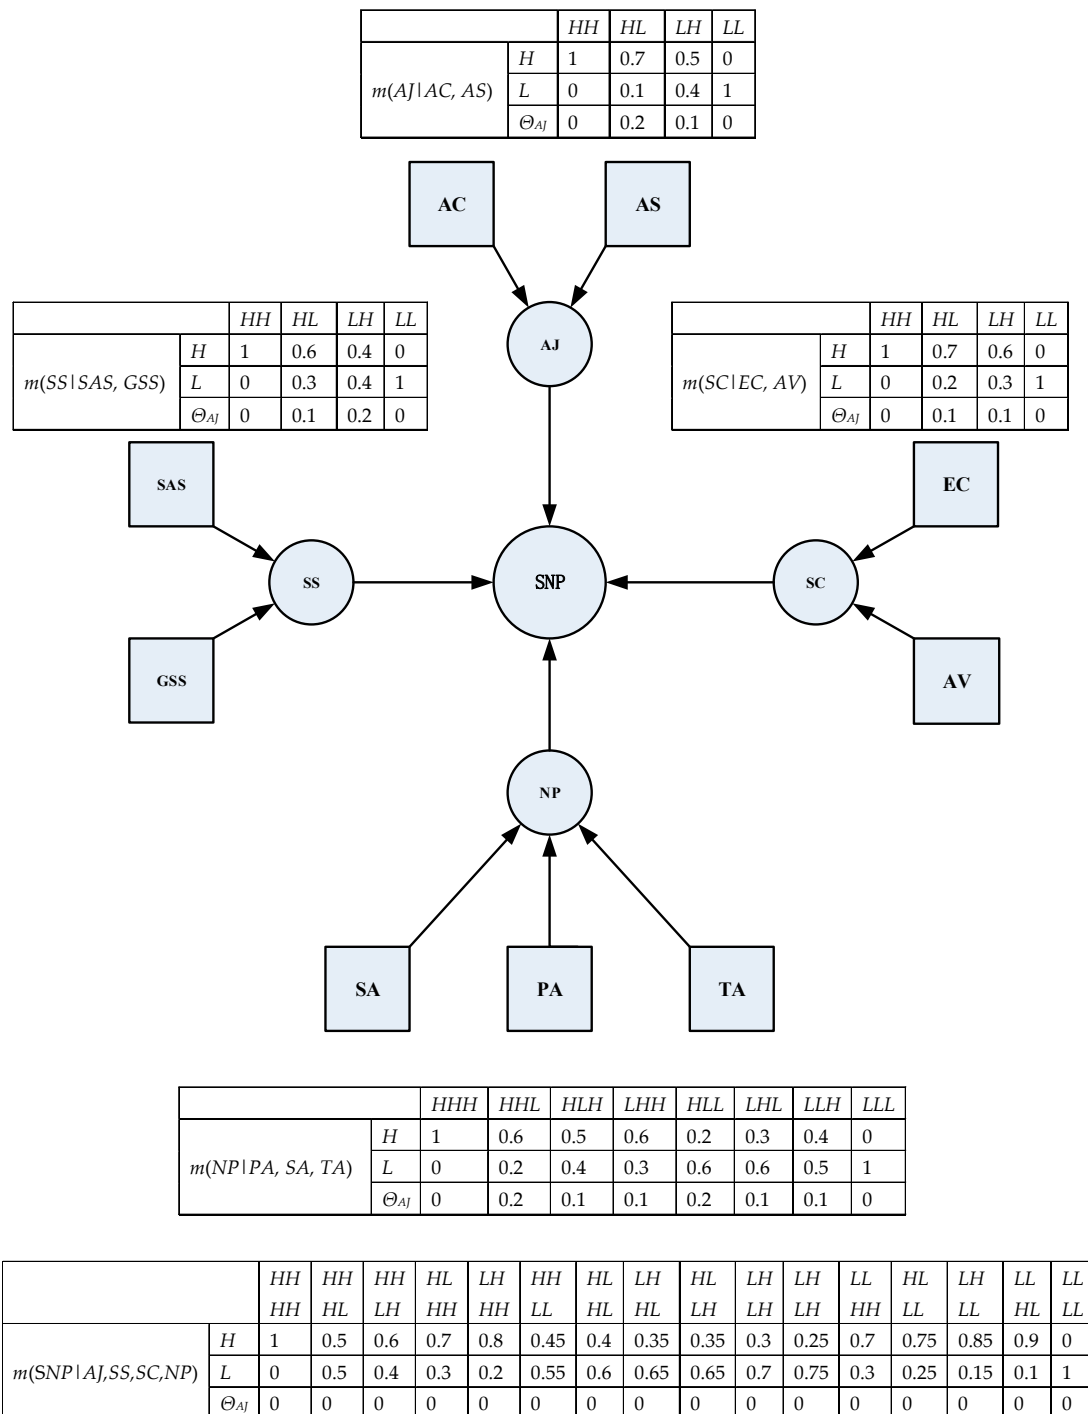 HH HL LH LL
m(AJ|AC, AS) H 1 0.7 0.5 0
L 0 0.1 0.4 1
Θ_AJ 0 0.2 0.1 0
AC AS
AJ
HH HL LH LL
m(SS|SAS, GSS) H 1 0.6 0.4 0
L 0 0.3 0.4 1
Θ_AJ 0 0.1 0.2 0
HH HL LH LL
m(SC|EC, AV) H 1 0.7 0.6 0
L 0 0.2 0.3 1
Θ_AJ 0 0.1 0.1 0
SAS
EC
SS
SNP
SC
GSS
AV
NP
SA PA TA
HHH HHL HLH LHH HLL LHL LLH LLL
m(NP|PA, SA, TA) H 1 0.6 0.5 0.6 0.2 0.3 0.4 0
L 0 0.2 0.4 0.3 0.6 0.6 0.5 1
Θ_AJ 0 0.2 0.1 0.1 0.2 0.1 0.1 0
HH HH HH HL LH HH HL LH HL LH LH LL HL LH LL LL
HH HL LH HH HH LL HL HL LH LH LH HH LL LL HL LL
m(SNP|AJ,SS,SC,NP) H 1 0.5 0.6 0.7 0.8 0.45 0.4 0.35 0.35 0.3 0.25 0.7 0.75 0.85 0.9 0
L 0 0.5 0.4 0.3 0.2 0.55 0.6 0.65 0.65 0.7 0.75 0.3 0.25 0.15 0.1 1
Θ_AJ 0 0 0 0 0 0 0 0 0 0 0 0 0 0 0 0